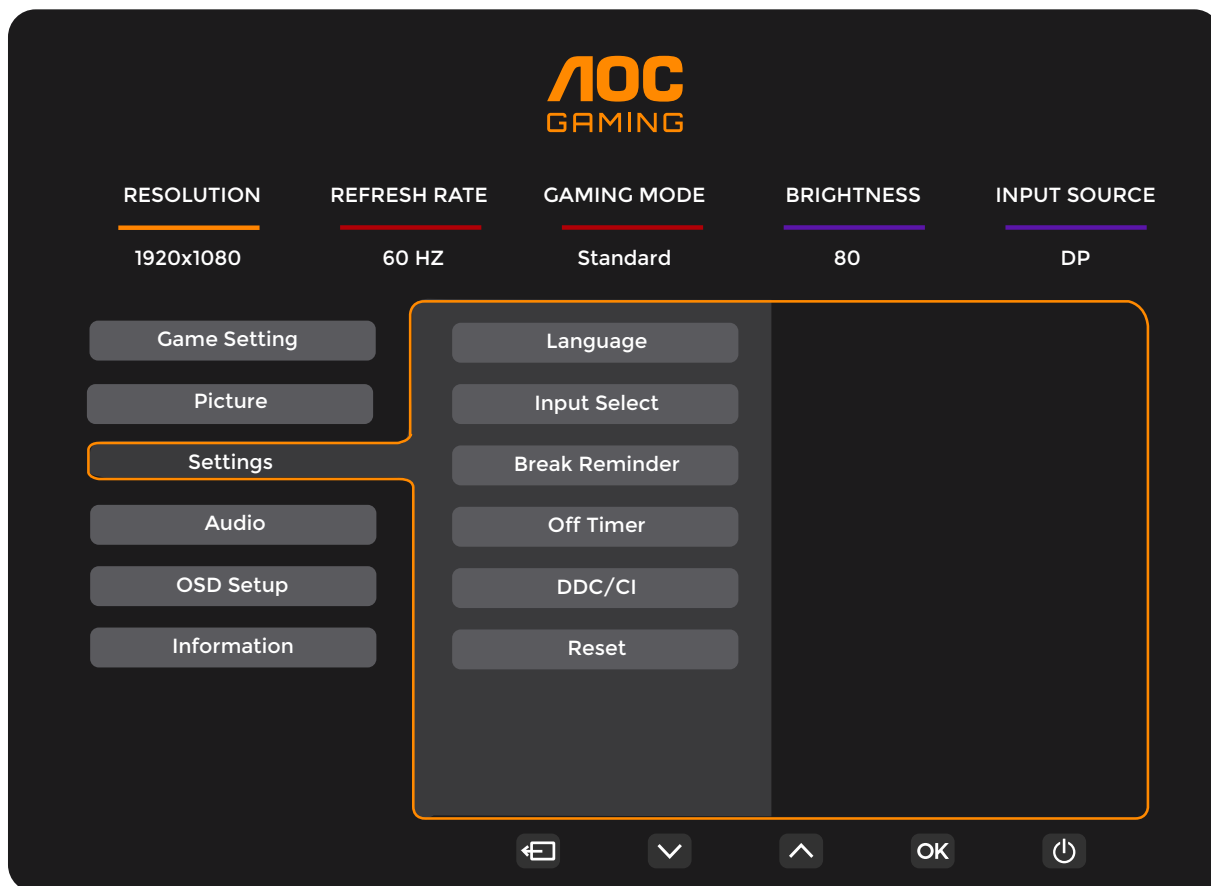 AOC
GAMING
RESOLUTION REFRESH RATE GAMING MODE BRIGHTNESS INPUT SOURCE
1920x1080 60 HZ Standard 80 DP
Game Setting Language
Picture Input Select
Settings Break Reminder
Audio Off Timer
OSD Setup DDC/CI
Information Reset
OK